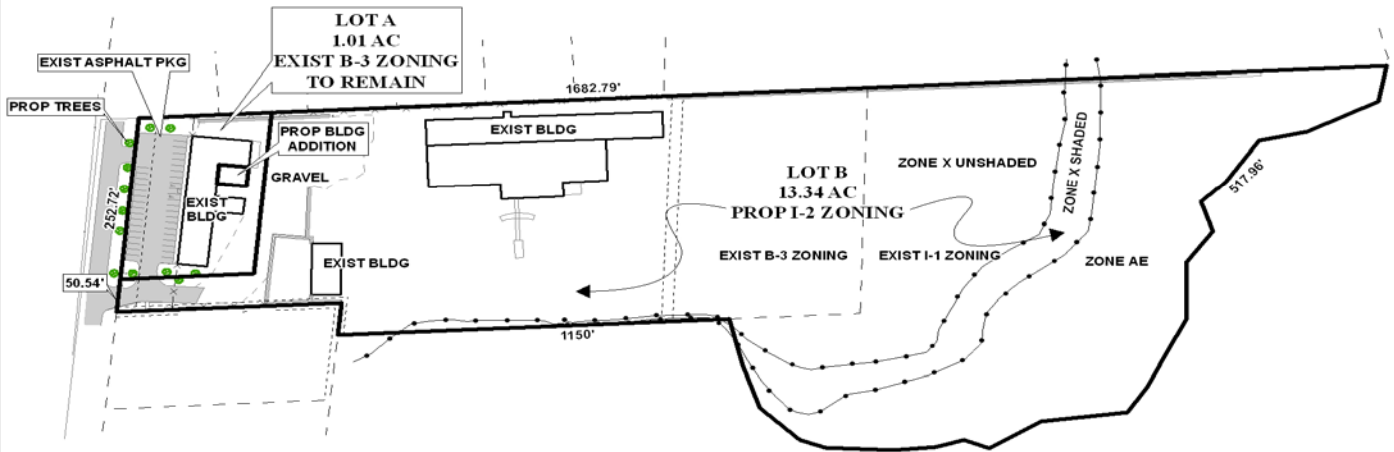 LOT A
1.01 AC
EXIST B-3 ZONING
TO REMAIN
EXIST ASPHALT PKG
PROP TREES
1682.79'
PROP BLDG
ADDITION
EXIST BLDG
GRAVEL
EXIST
BLDG
252.72'
50.54'
EXIST BLDG
LOT B
13.34 AC
PROP I-2 ZONING
ZONE X UNSHADED
ZONE X SHADED
517.96'
EXIST B-3 ZONING
EXIST I-1 ZONING
ZONE AE
1150'